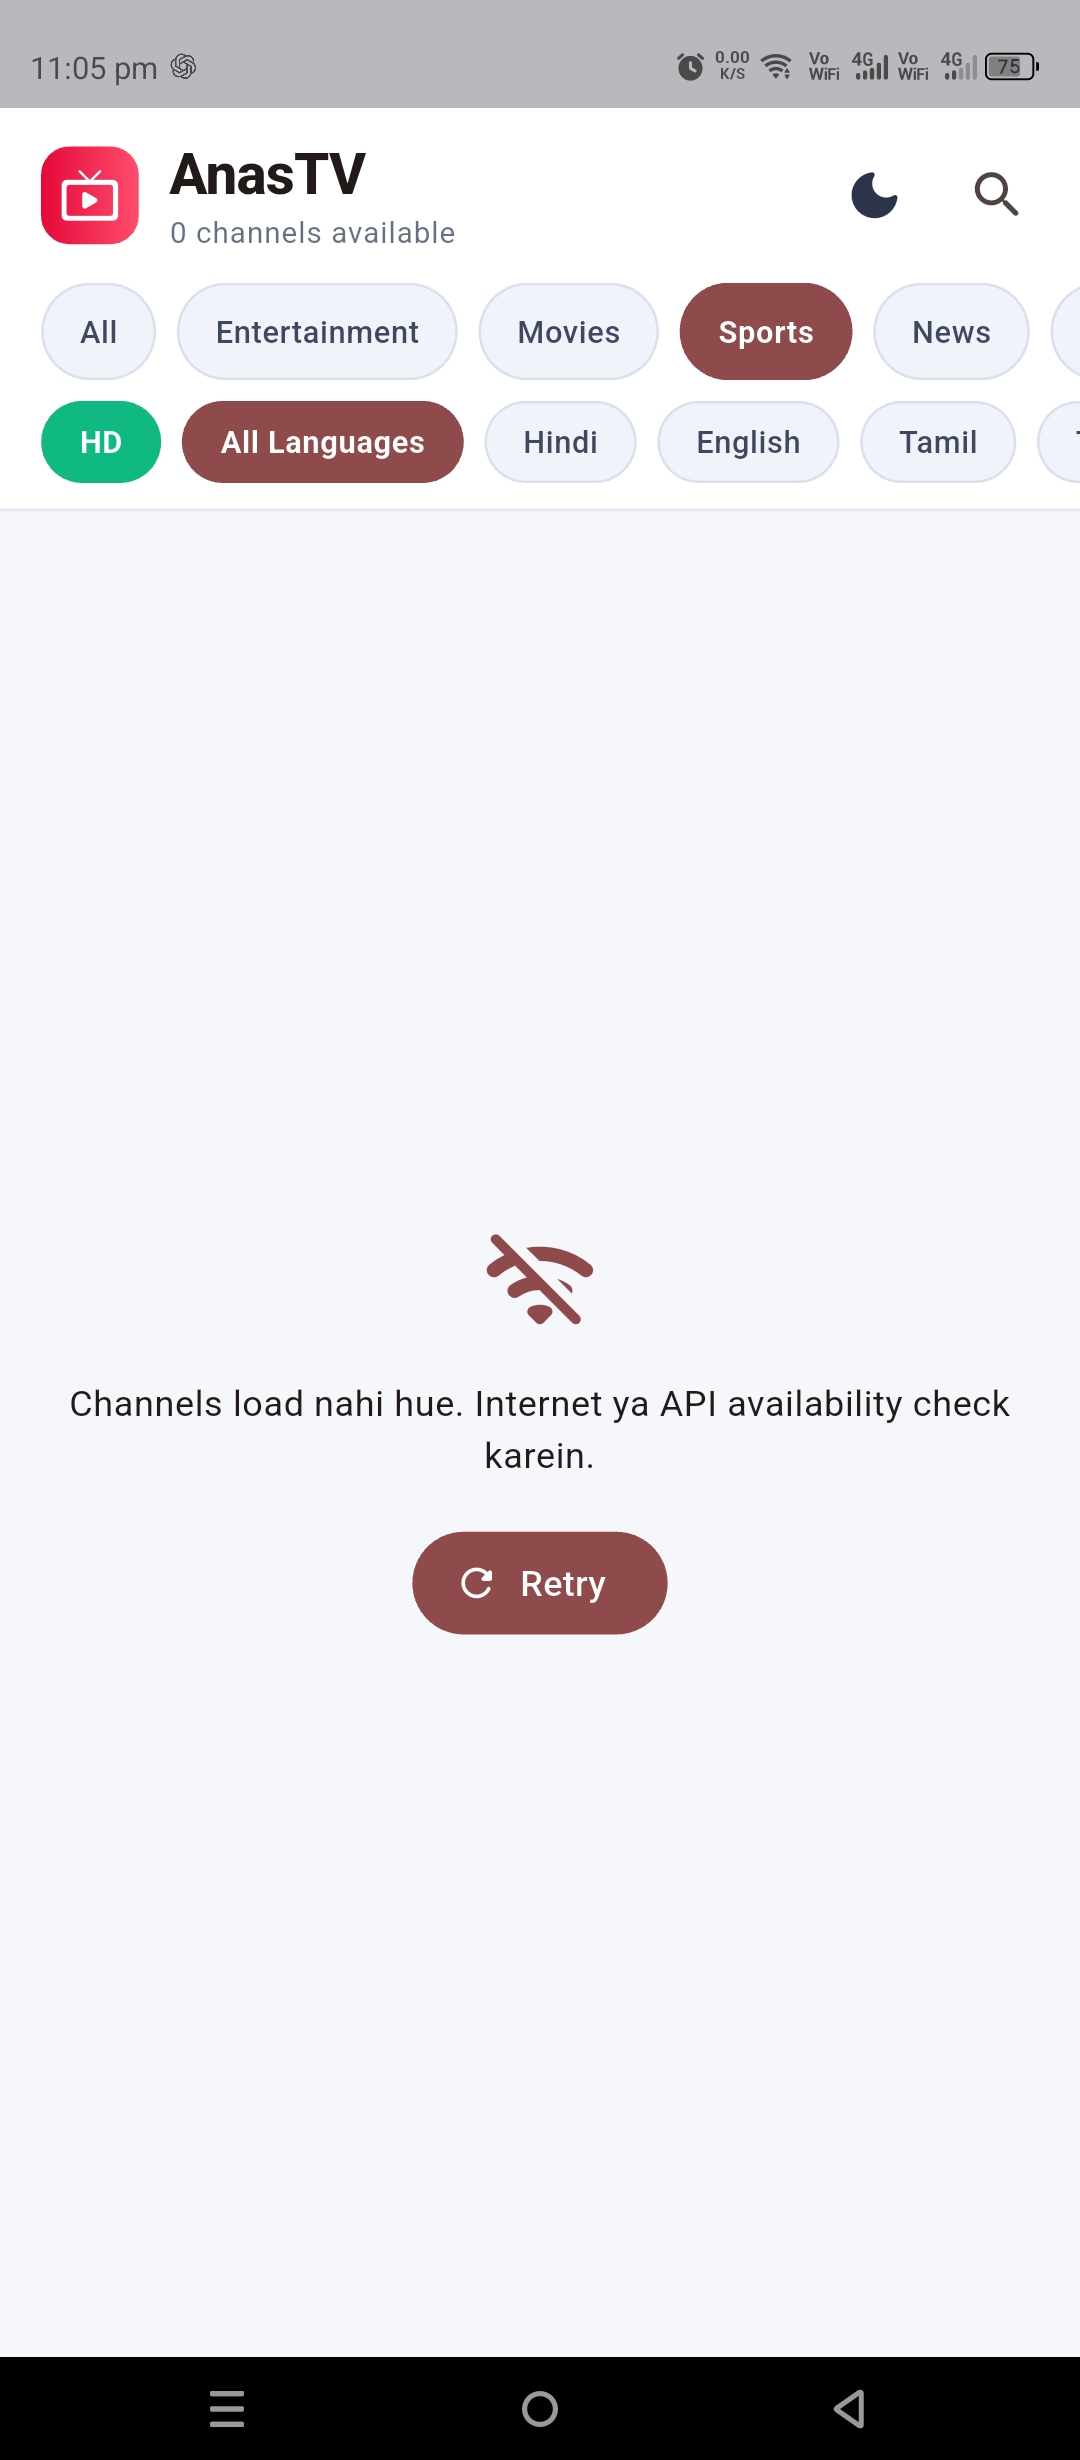 11:05 pm
0.00 K/S
Vo WiFi
4G
Vo WiFi
4G
75
AnasTV
0 channels available
All
Entertainment
Movies
Sports
News
HD
All Languages
Hindi
English
Tamil
Channels load nahi hue. Internet ya API availability check
karein.
Retry